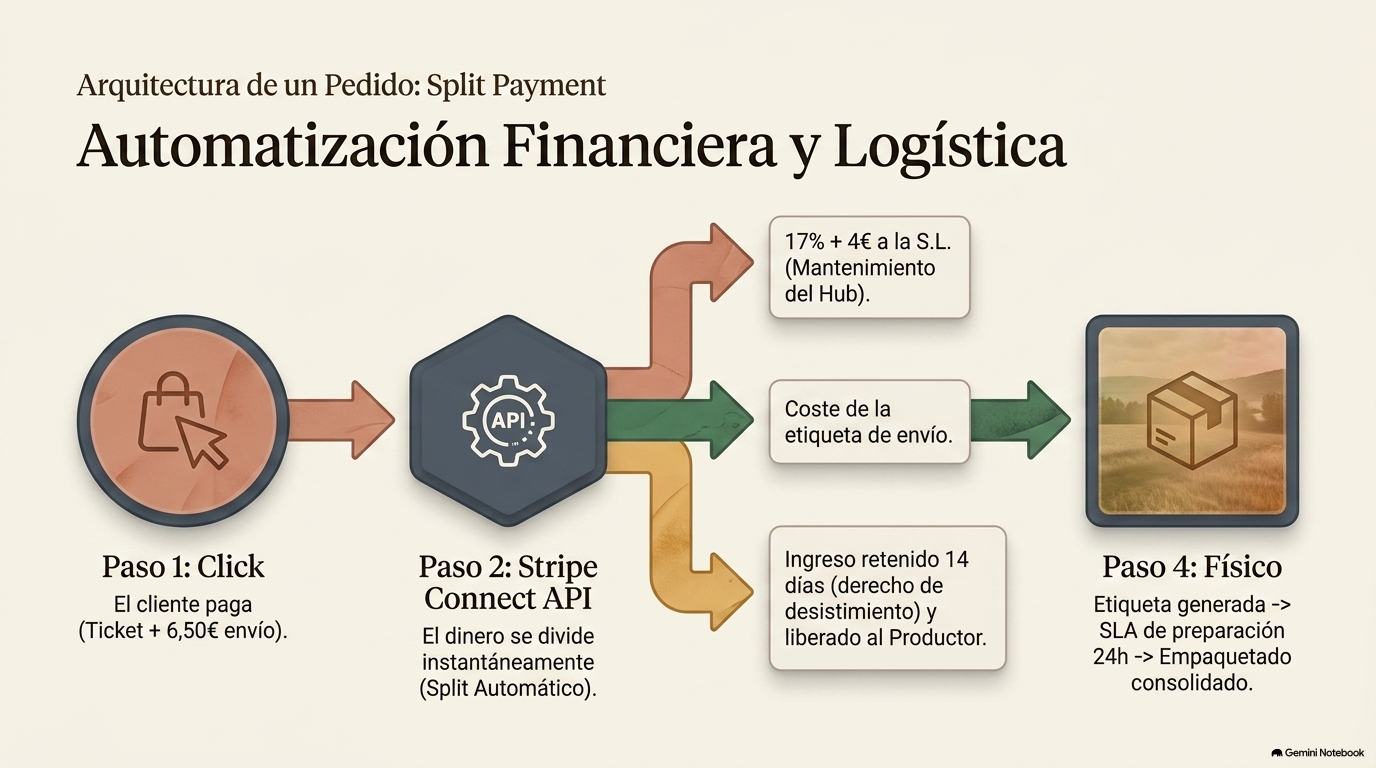 Arquitectura de un Pedido: Split Payment
Automatización Financiera y Logística
17% + 4€ a la S.L.
(Mantenimiento
del Hub).
API
Coste de la
etiqueta de envío.
Ingreso retenido 14
días (derecho de
desistimiento) y
liberado al Productor.
Paso 1: Click
El cliente paga
(Ticket + 6,50€ envío).
Paso 2: Stripe
Connect API
El dinero se divide
instantáneamente
(Split Automático).
Paso 4: Físico
Etiqueta generada ->
SLA de preparación
24h -> Empaquetado
consolidado.
Gemini Notebook